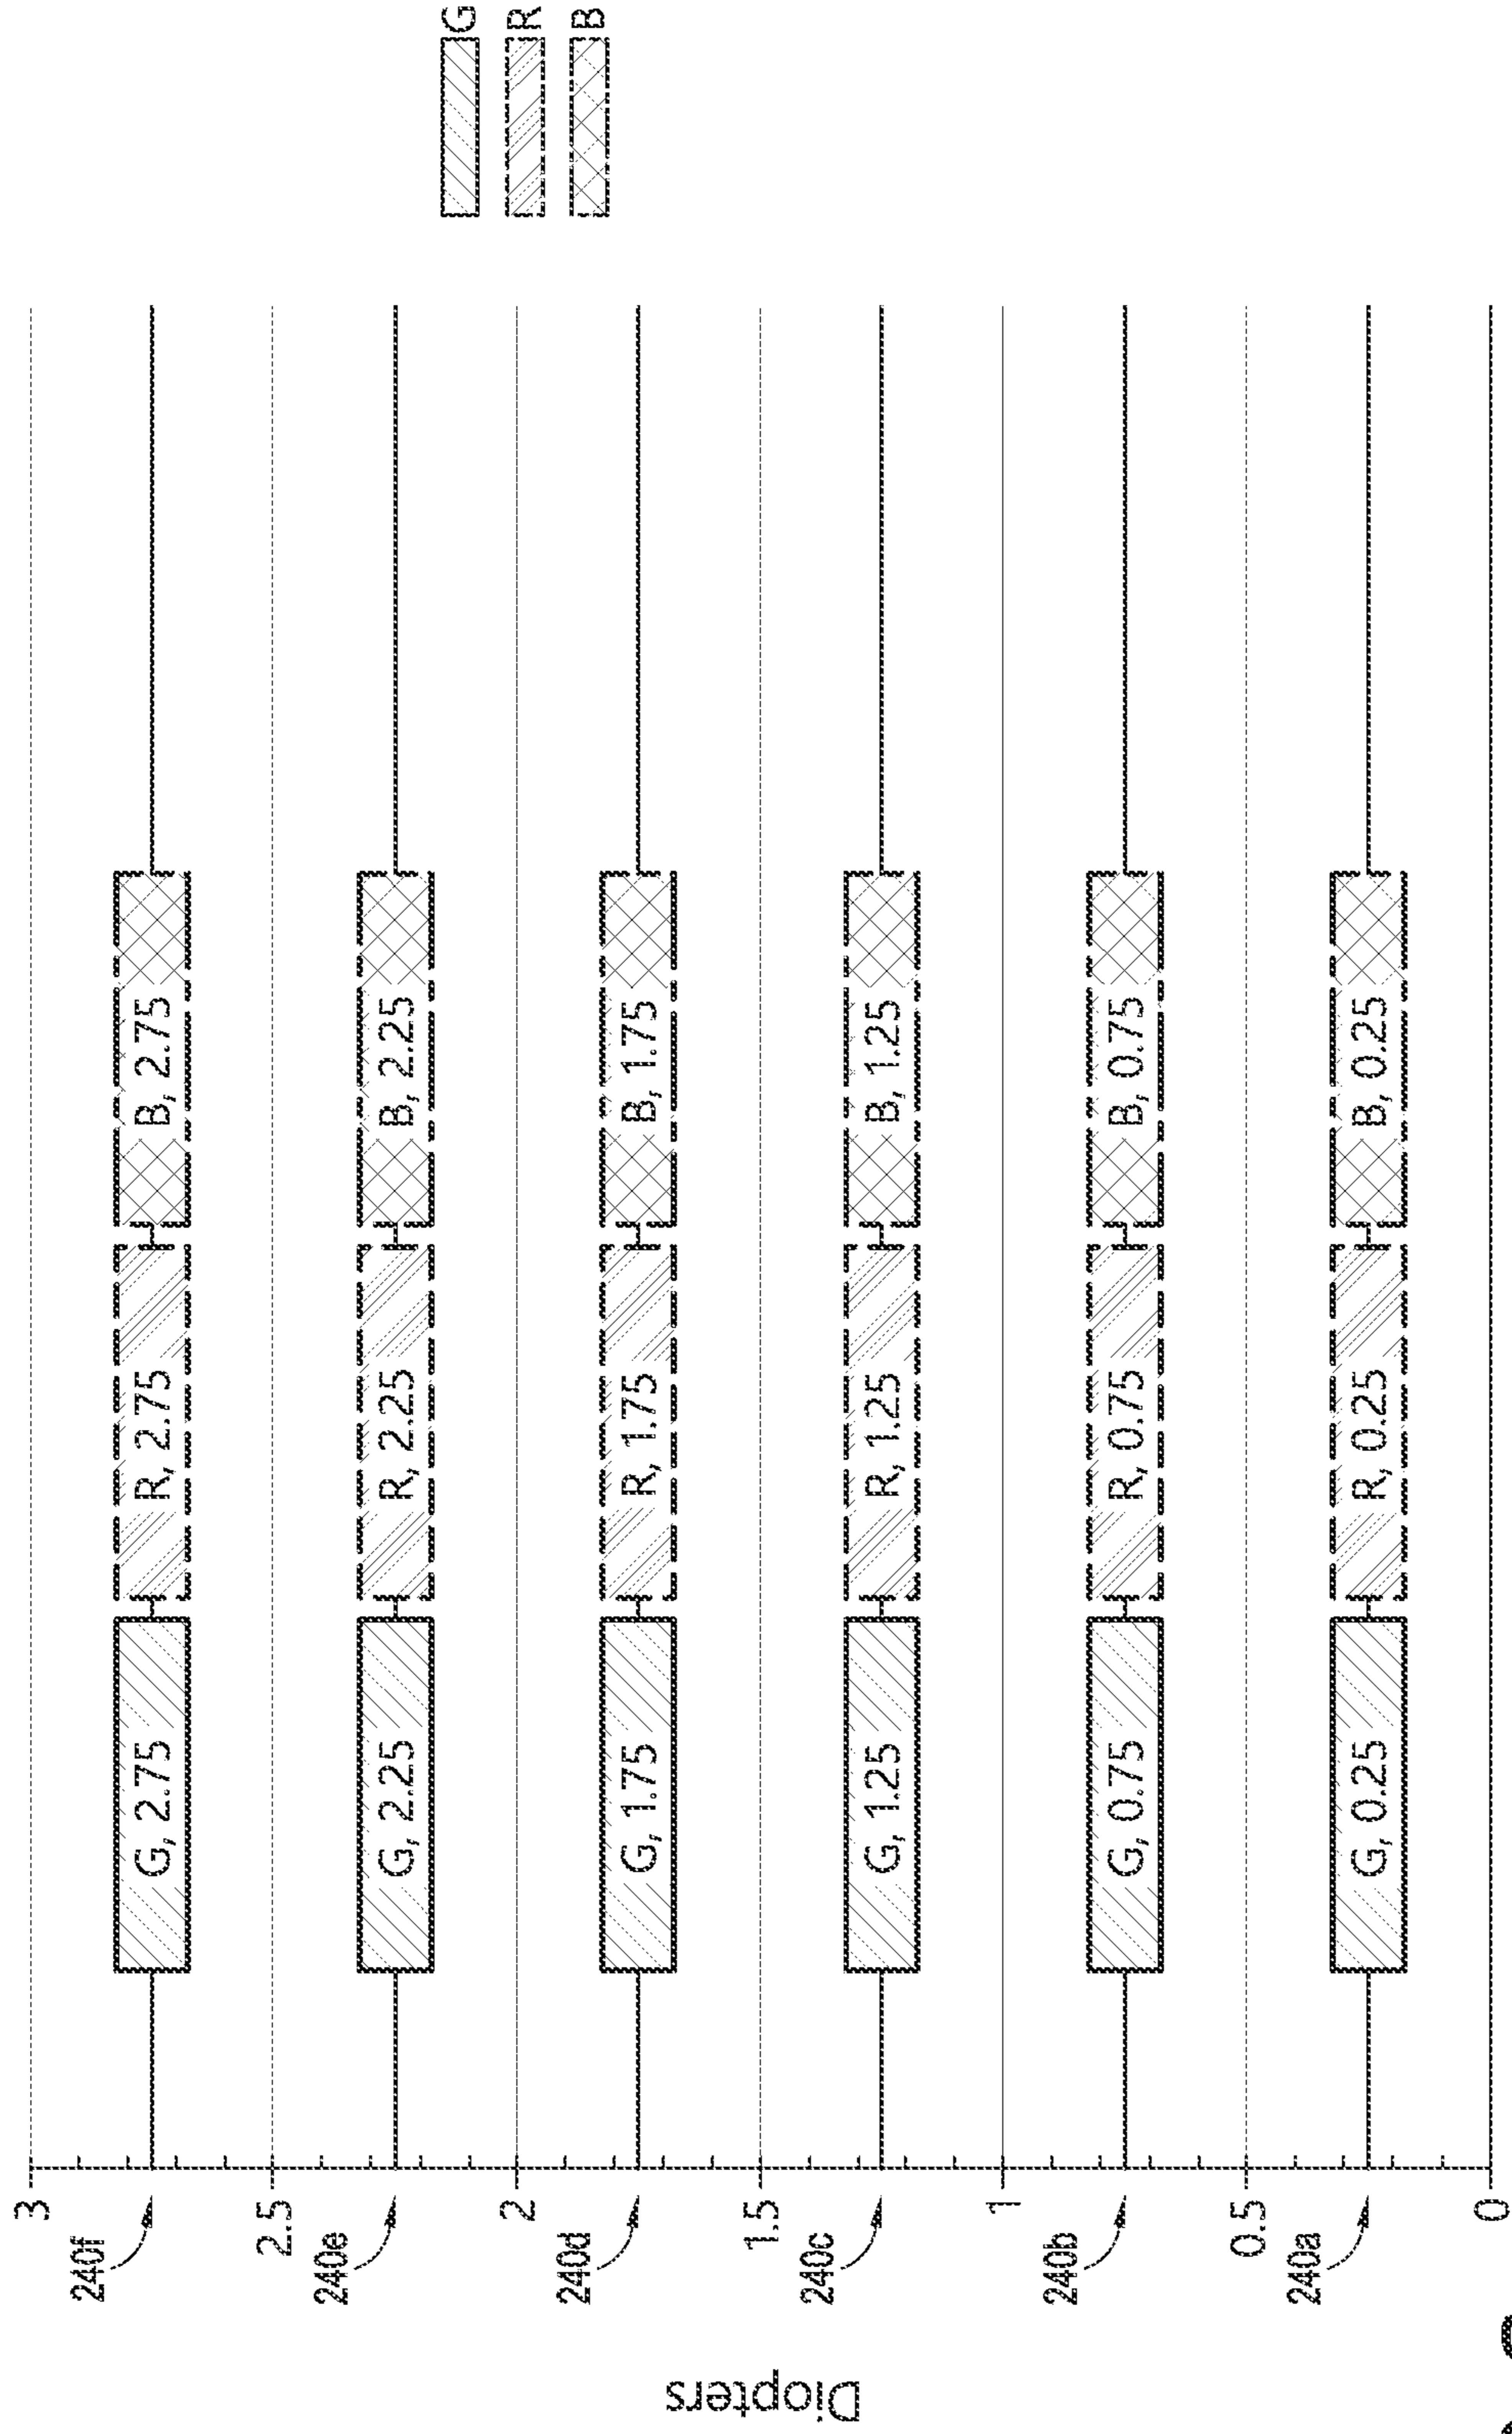 Diopters
3
240f
G, 2.75 R, 2.75 B, 2.75
2.5
240e
G, 2.25 R, 2.25 B, 2.25
2
240d
G, 1.75 R, 1.75 B, 1.75
1.5
240c
G, 1.25 R, 1.25 B, 1.25
1
240b
G, 0.75 R, 0.75 B, 0.75
0.5
240a
G, 0.25 R, 0.25 B, 0.25
0
G
R
B